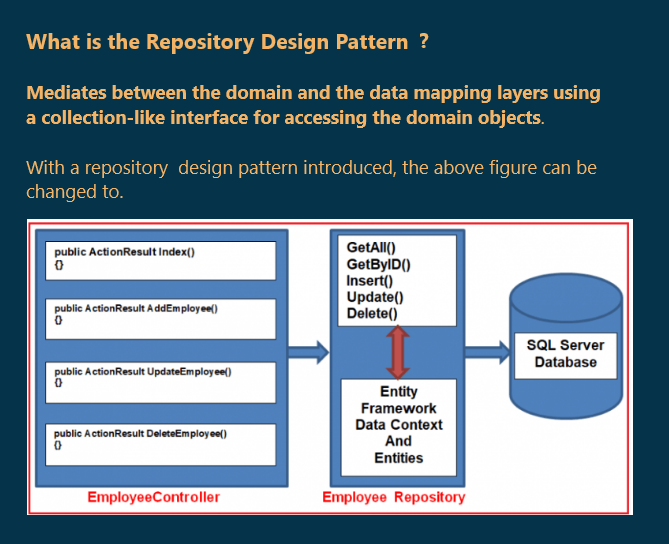 What is the Repository Design Pattern ?
Mediates between the domain and the data mapping layers using
a collection-like interface for accessing the domain objects.
With a repository design pattern introduced, the above figure can be
changed to.
public ActionResult Index()
{}
public ActionResult AddEmployee()
{}
public ActionResult UpdateEmployee()
{}
public ActionResult DeleteEmployee()
{}
EmployeeController
GetAll()
GetByID()
Insert()
Update()
Delete()
Entity
Framework
Data Context
And
Entities
Employee Repository
SQL Server
Database